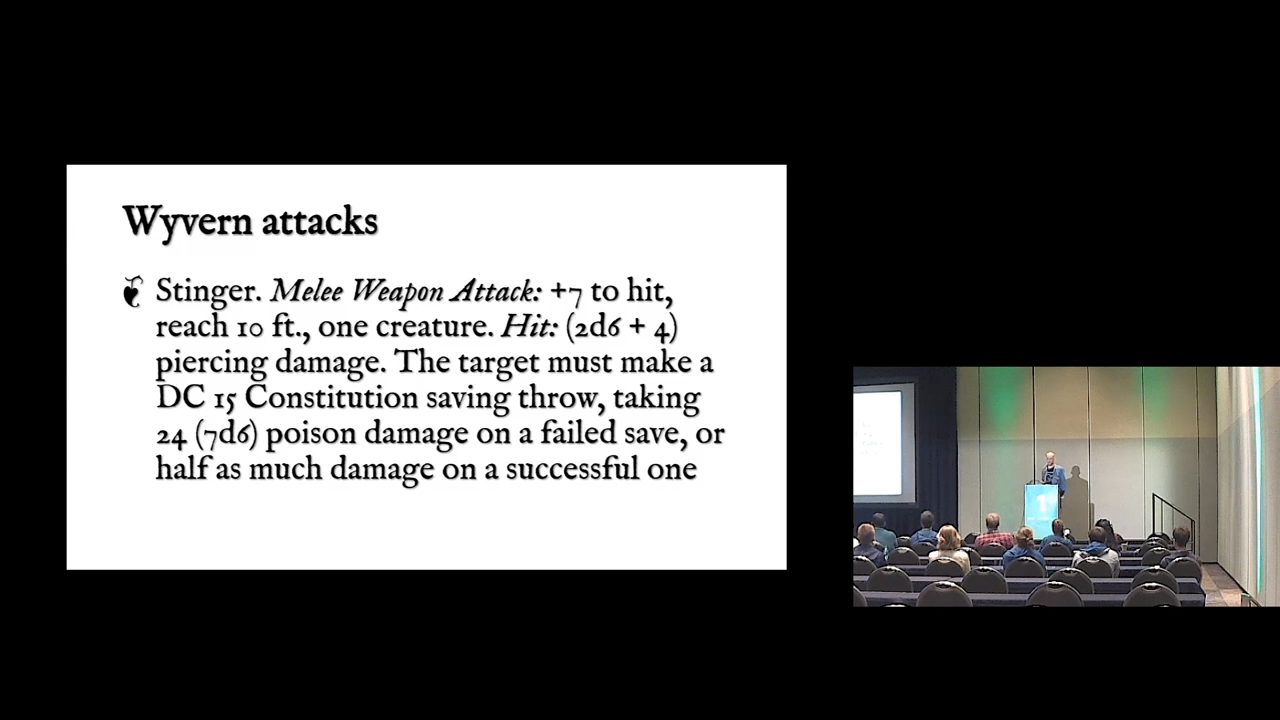 Wyvern attacks
Stinger. Melee Weapon Attack: +7 to hit,
reach 10 ft., one creature. Hit: (2d6 + 4)
piercing damage. The target must make a
DC 15 Constitution saving throw, taking
24 (7d6) poison damage on a failed save, or
half as much damage on a successful one